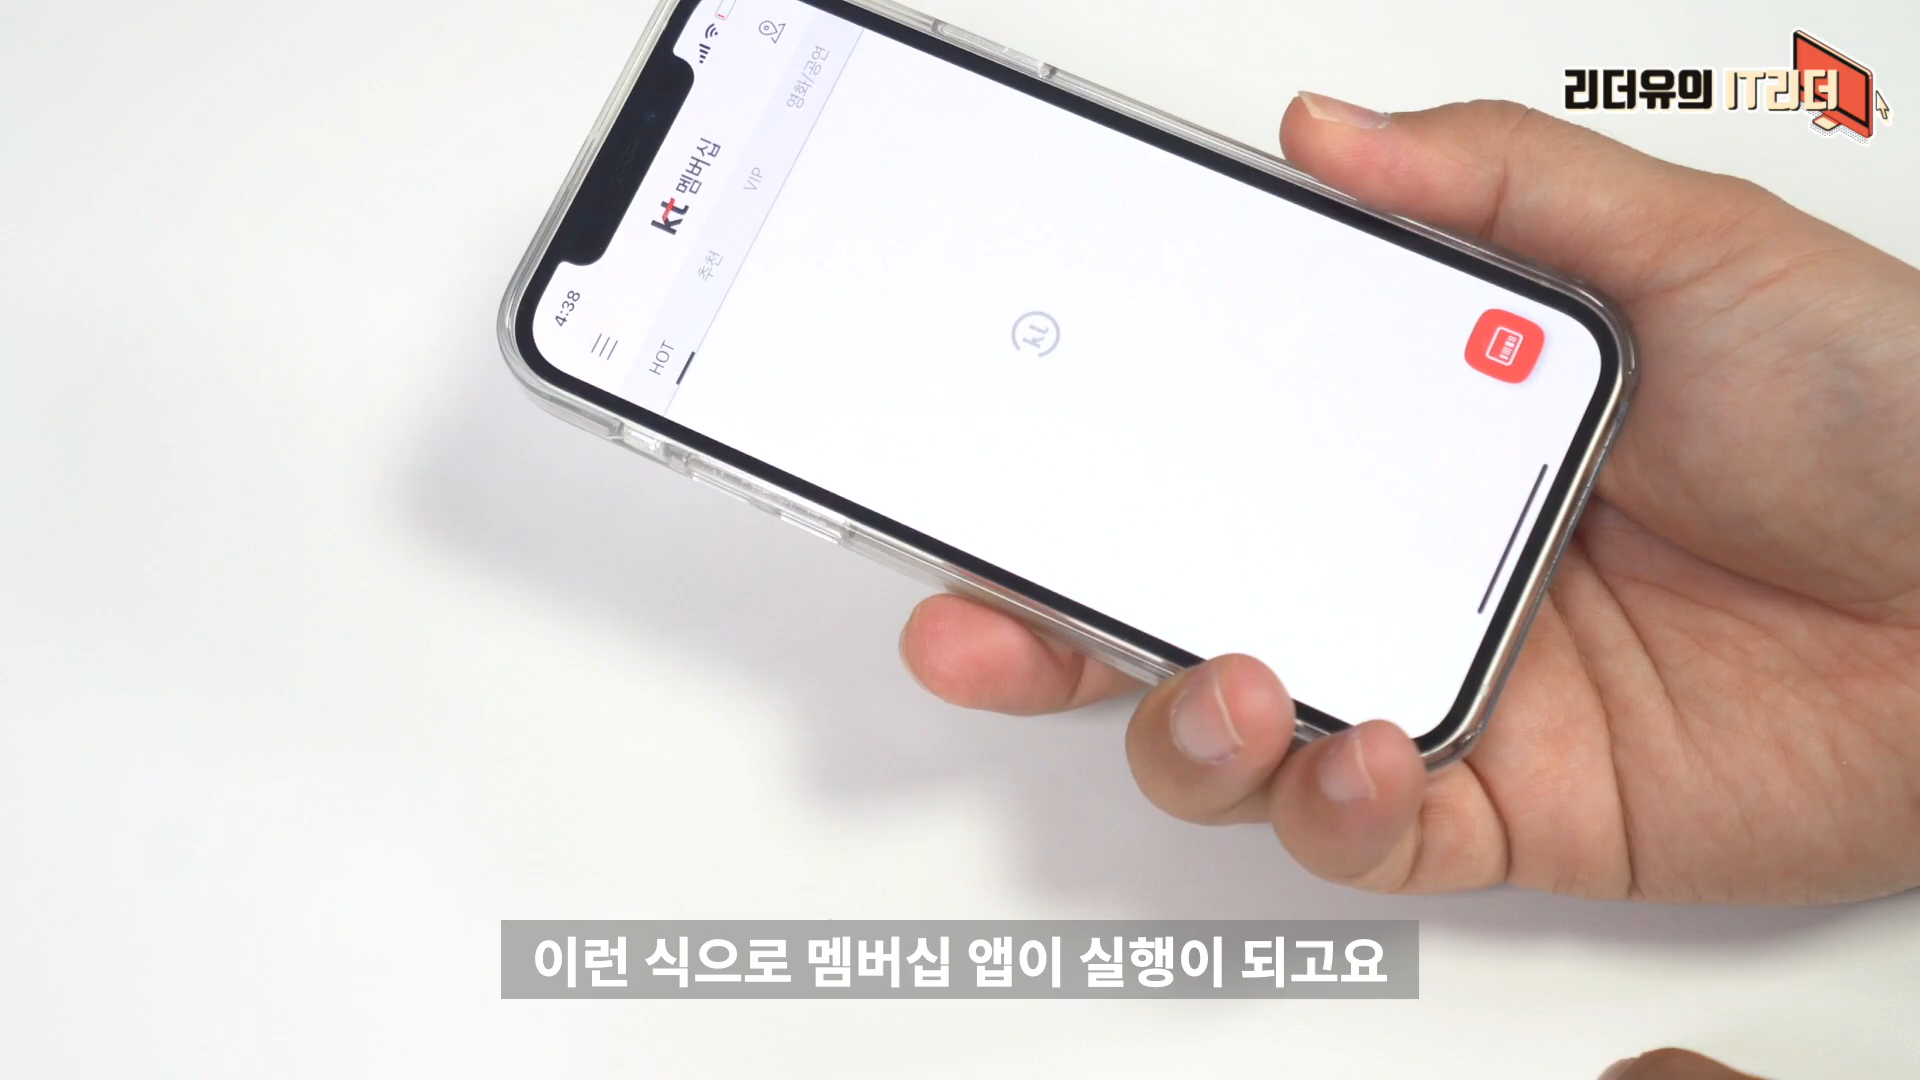 리더유의 IT리더
4:38
kt 멤버십
HOT 추천 VIP 영화/공연
kt
이런 식으로 멤버십 앱이 실행이 되고요